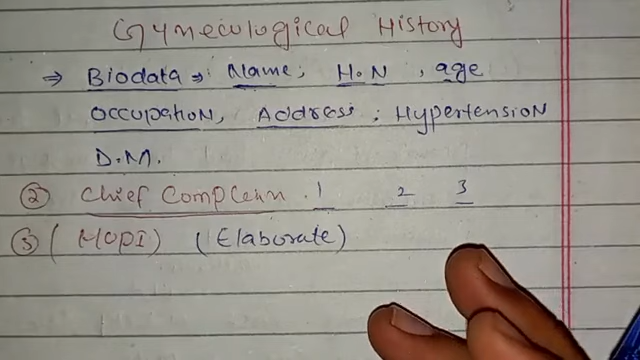 Gynecological History
⇒ Biodata → Name, H.N, age
occupation, Address; Hypertension
D.M.
② Chief Complain. 1 2 3
③ (HOPI) (Elaborate)